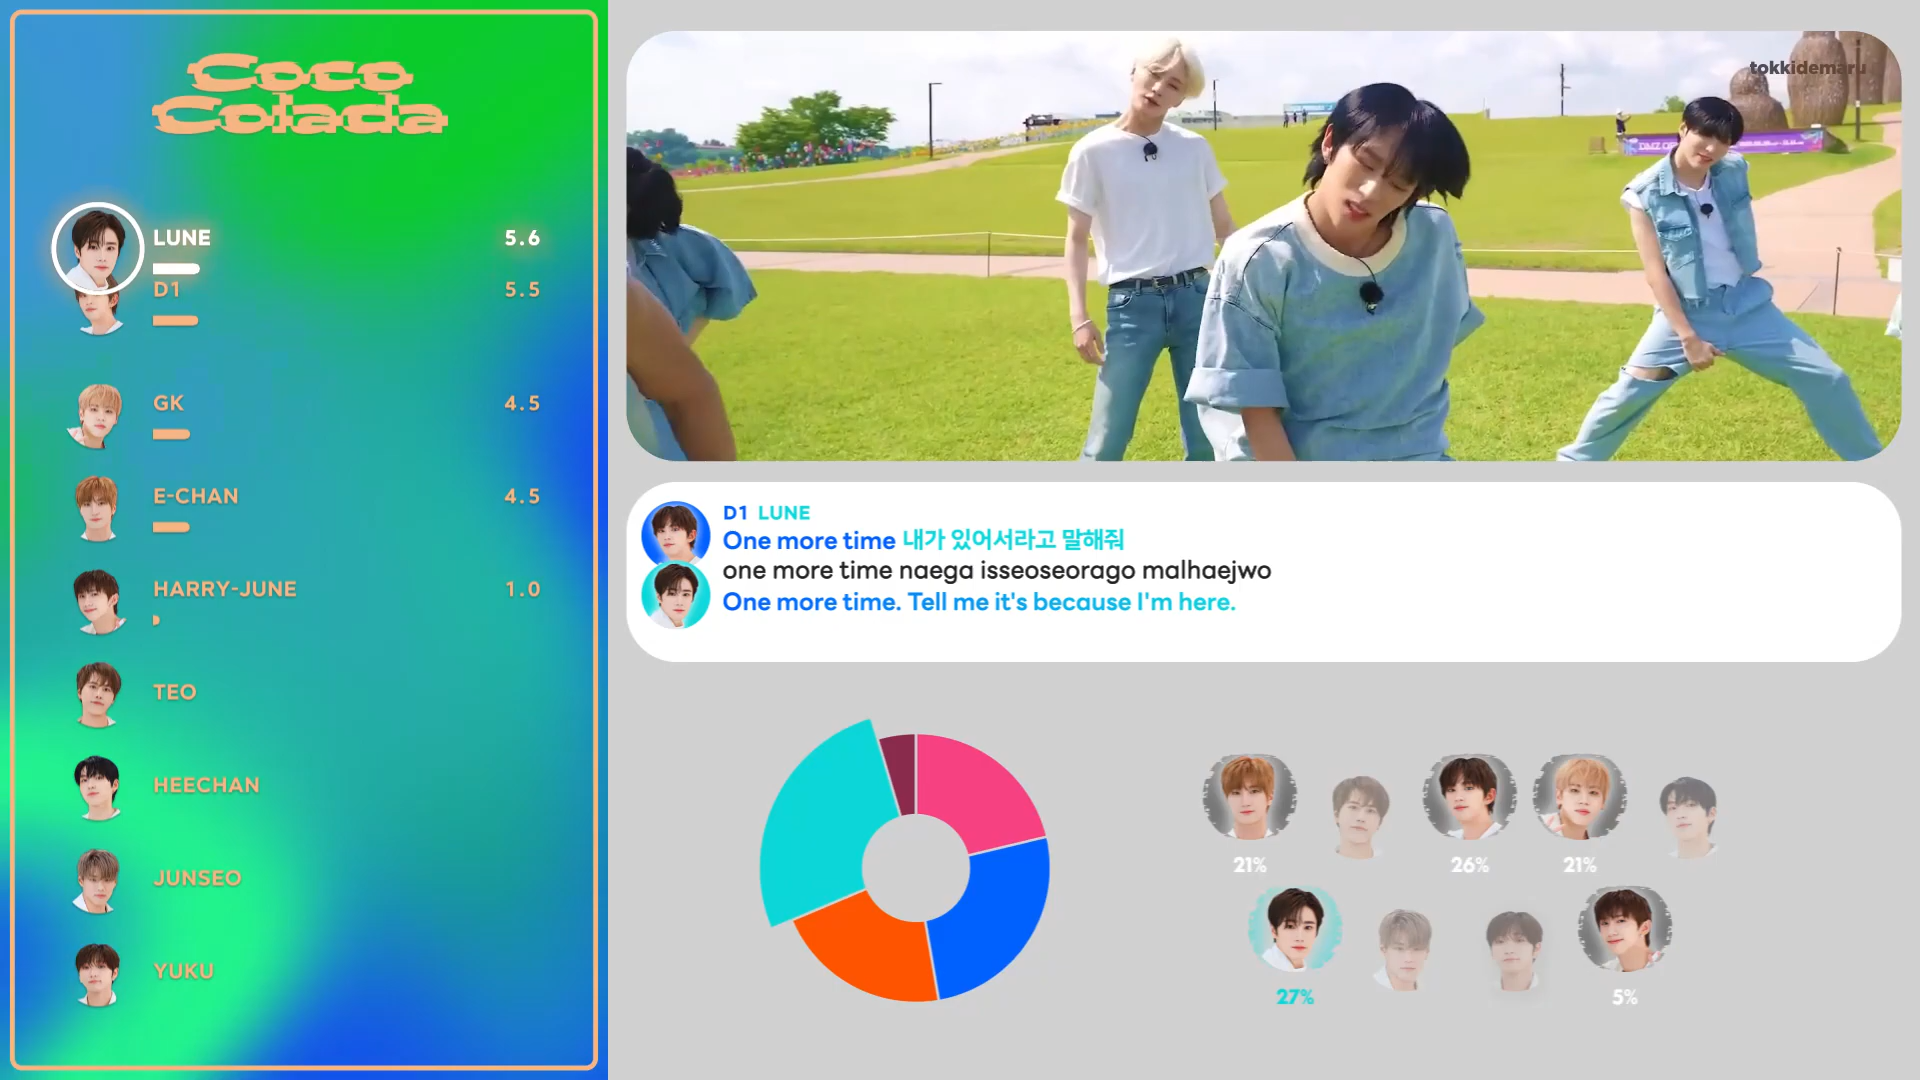 Coco
Colada
LUNE 5.6
D1 5.5
GK 4.5
E-CHAN 4.5
HARRY-JUNE 1.0
TEO
HEECHAN
JUNSEO
YUKU
tokkidemaru
D1 LUNE
One more time 내가 있어서라고 말해줘
one more time naega isseoseorago malhaejwo
One more time. Tell me it's because I'm here.
21% 26% 21%
27% 5%